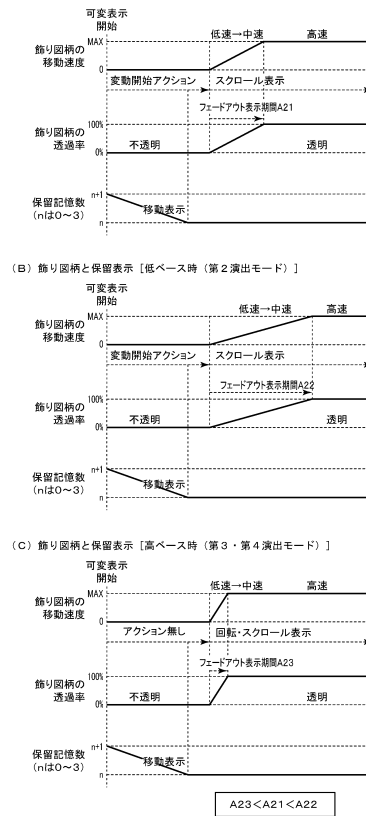 可変表示
開始
低速→中速
高速
飾り図柄の
移動速度
MAX
0
変動開始アクション
スクロール表示
フェードアウト表示期間A21
飾り図柄の
透過率
100%
0%
不透明
透明
保留記憶数
(nは0~3)
n+1
n
移動表示
(B) 飾り図柄と保留表示 [低ベース時(第2演出モード)]
可変表示
開始
低速→中速
高速
飾り図柄の
移動速度
MAX
0
変動開始アクション
スクロール表示
フェードアウト表示期間A22
飾り図柄の
透過率
100%
0%
不透明
透明
保留記憶数
(nは0~3)
n+1
n
移動表示
(C) 飾り図柄と保留表示 [高ベース時(第3・第4演出モード)]
可変表示
開始
低速→中速
高速
飾り図柄の
移動速度
MAX
0
アクション無し
回転・スクロール表示
フェードアウト表示期間A23
飾り図柄の
透過率
100%
0%
不透明
透明
保留記憶数
(nは0~3)
n+1
n
移動表示
A23<A21<A22